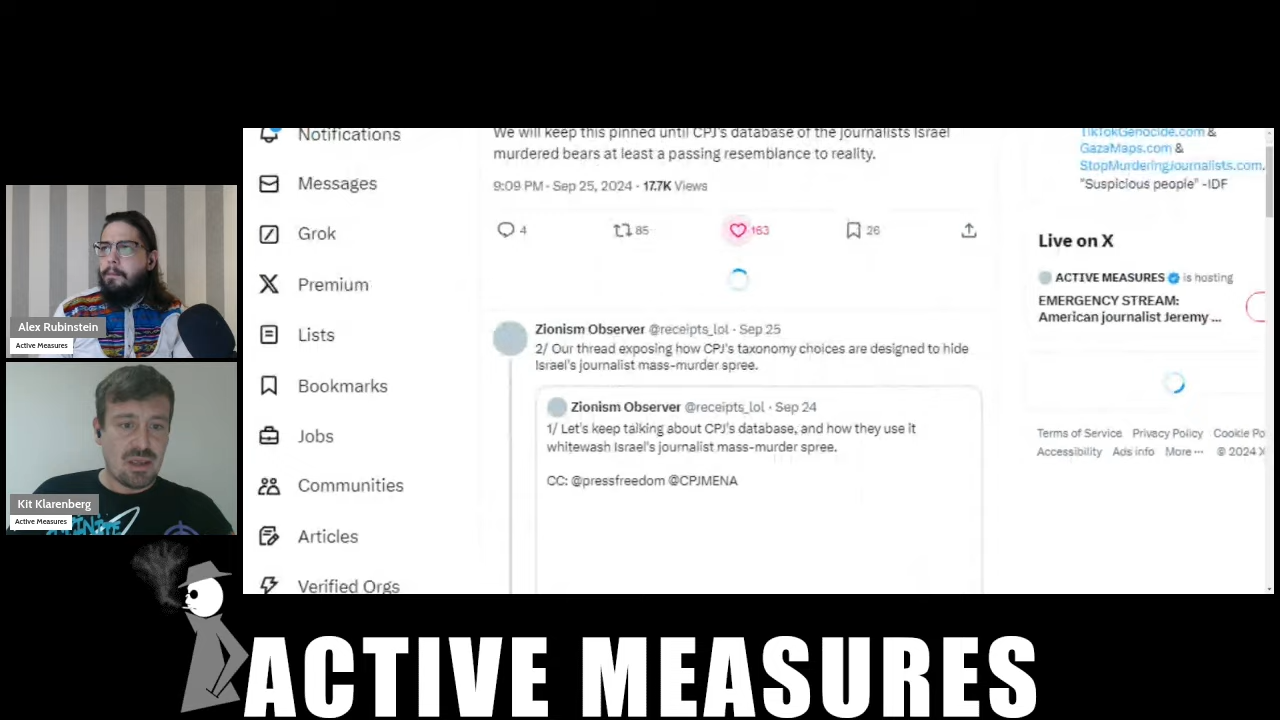 Notifications
Messages
Grok
Premium
Lists
Bookmarks
Jobs
Communities
Articles
Verified Orgs
We will keep this pinned until CPJ's database of the journalists Israel
murdered bears at least a passing resemblance to reality.
9:09 PM · Sep 25, 2024 · 17.7K Views
4 85 163 26
Zionism Observer @receipts_lol · Sep 25
2/ Our thread exposing how CPJ's taxonomy choices are designed to hide
Israel's journalist mass-murder spree.
Zionism Observer @receipts_lol · Sep 24
1/ Let's keep talking about CPJ's database, and how they use it
whitewash Israel's journalist mass-murder spree.
CC: @pressfreedom @CPJMENA
TikTokGenocide.com &
GazaMaps.com &
StopMurderingJournalists.com.
"Suspicious people" -IDF
Live on X
ACTIVE MEASURES is hosting
EMERGENCY STREAM:
American journalist Jeremy ...
Terms of Service Privacy Policy Cookie Po
Accessibility Ads info More ··· © 2024 X
Alex Rubinstein
Active Measures
Kit Klarenberg
Active Measures
ACTIVE MEASURES